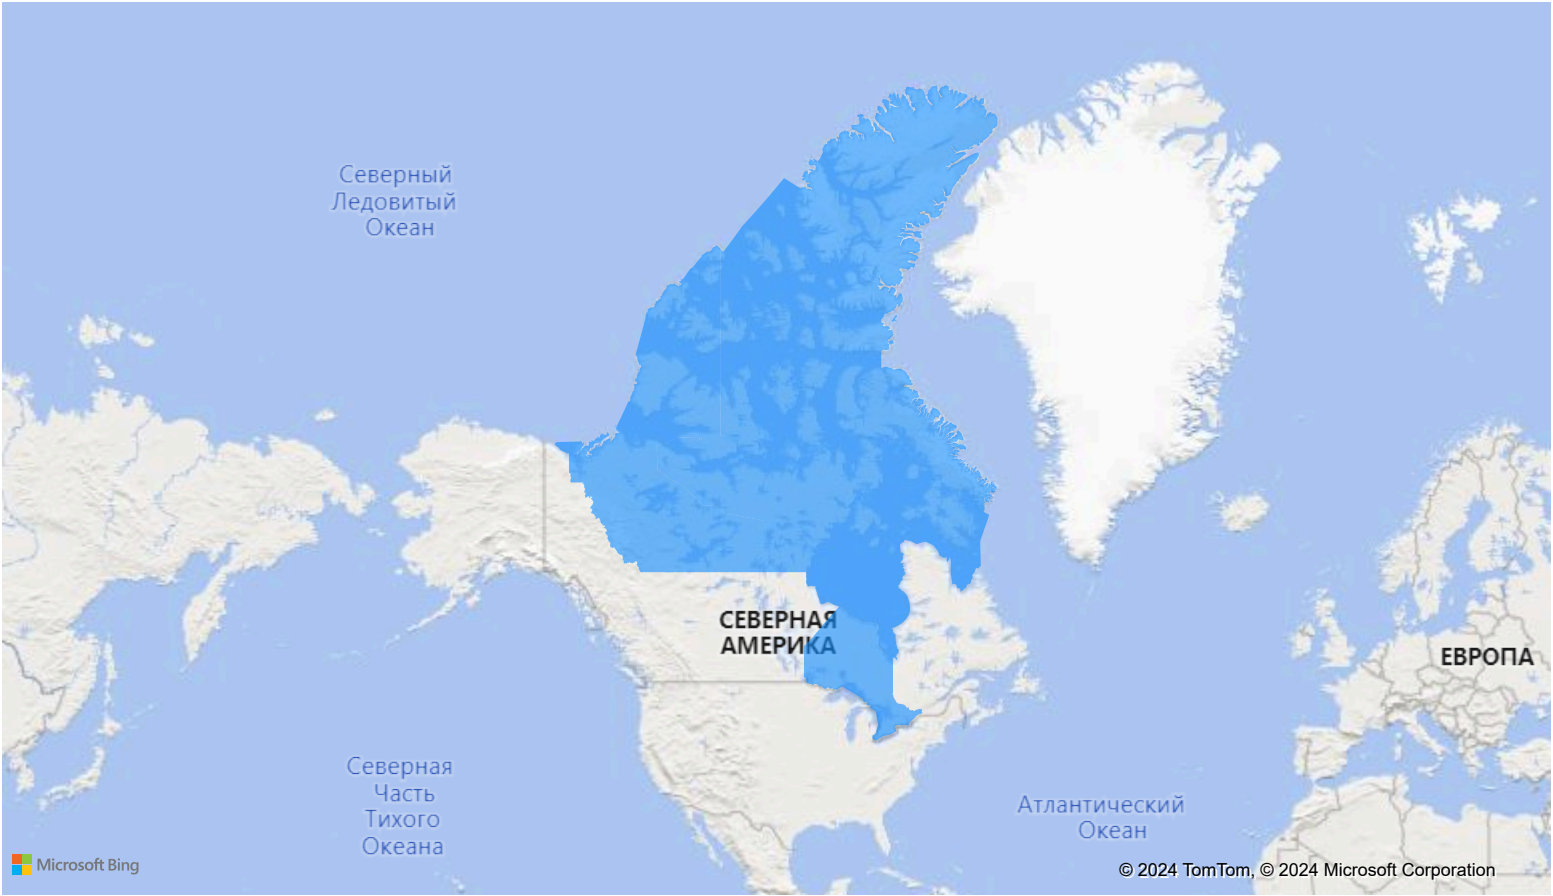 Северный
Ледовитый
Океан
СЕВЕРНАЯ
АМЕРИКА
ЕВРОПА
Северная
Часть
Тихого
Океана
Атлантический
Океан
Microsoft Bing
© 2024 TomTom, © 2024 Microsoft Corporation